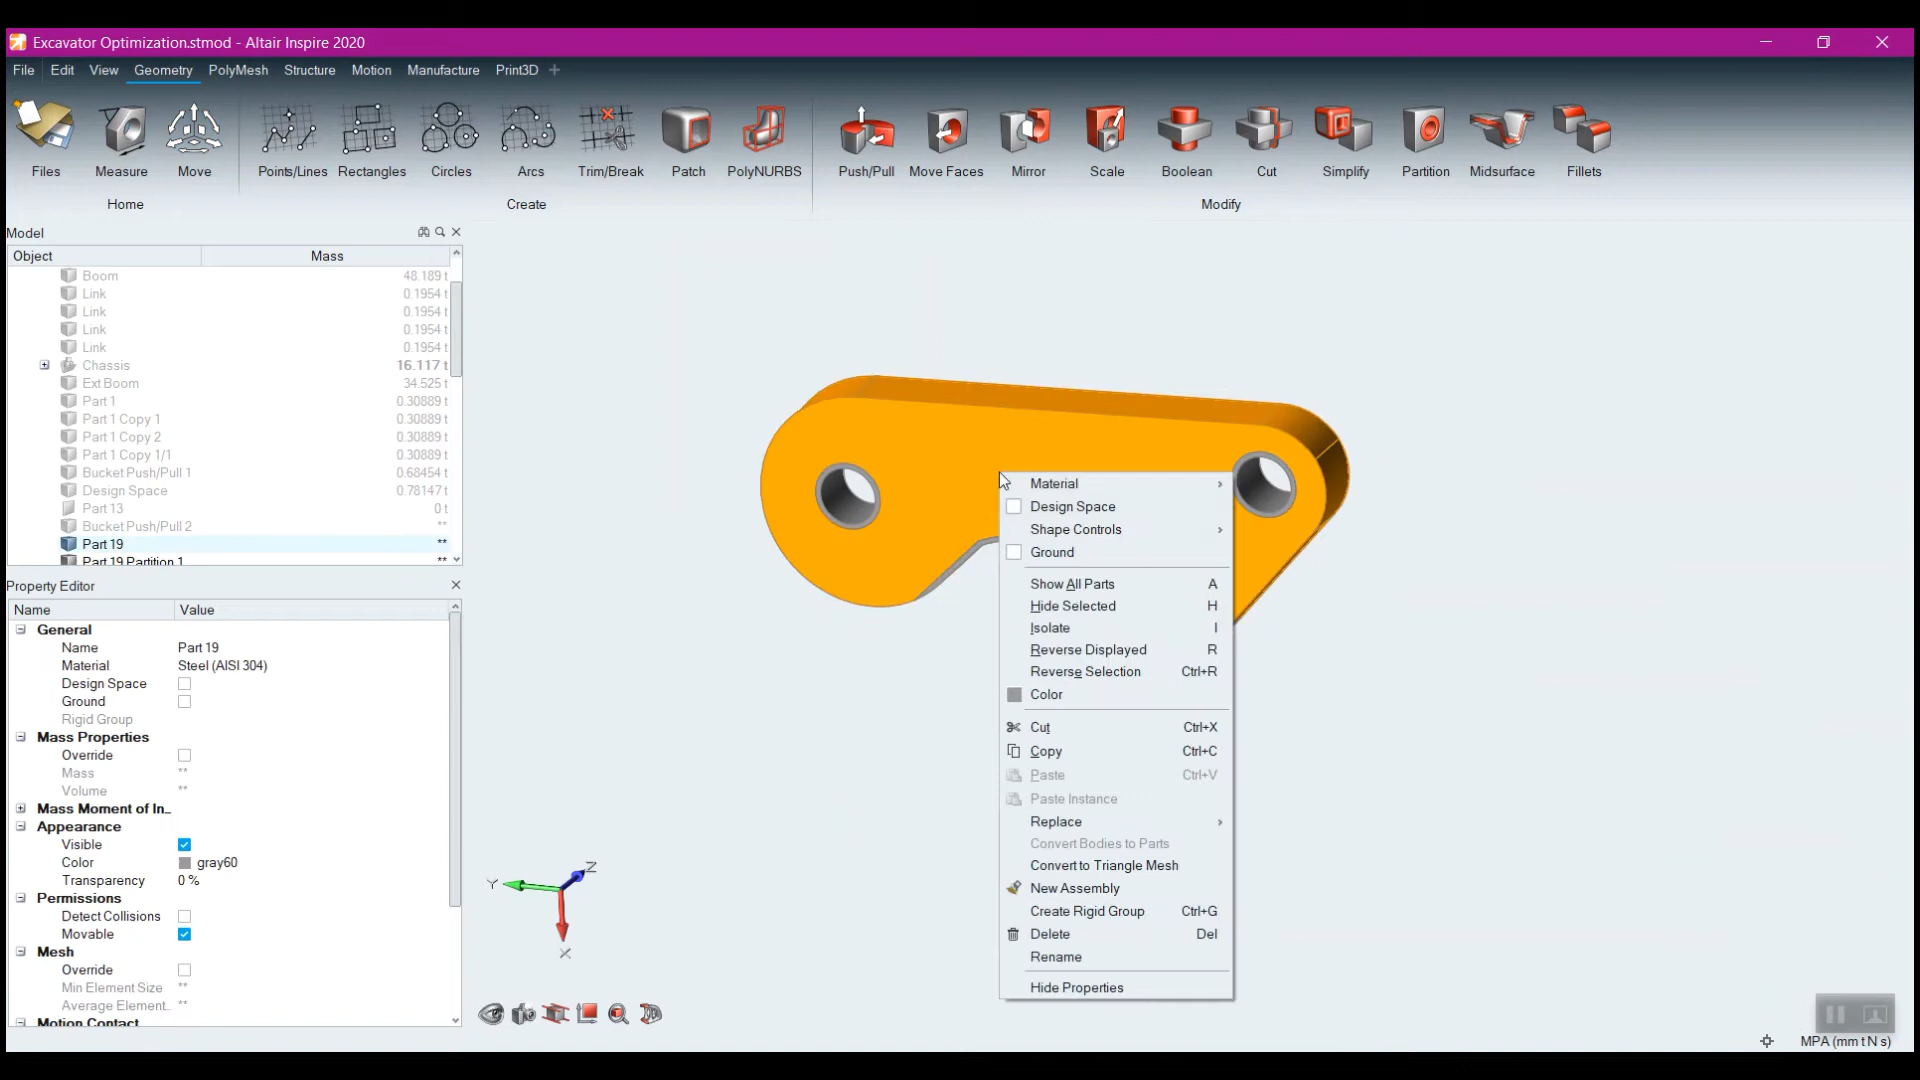 Excavator Optimization.stmod - Altair Inspire 2020
File Edit View Geometry PolyMesh Structure Motion Manufacture Print3D
Files Measure Move Points/Lines Rectangles Circles Arcs Trim/Break Patch PolyNURBS Push/Pull Move Faces Mirror Scale Boolean Cut Simplify Partition Midsurface Fillets
Home Create Modify
Model
Object Mass
Boom 48.189 t
Link 0.1954 t
Link 0.1954 t
Link 0.1954 t
Link 0.1954 t
Chassis 16.117 t
Ext Boom 34.525 t
Part 1 0.30889 t
Part 1 Copy 1 0.30889 t
Part 1 Copy 2 0.30889 t
Part 1 Copy 1/1 0.30889 t
Bucket Push/Pull 1 0.68454 t
Design Space 0.78147 t
Part 13 0 t
Bucket Push/Pull 2 **
Part 19 **
Part 19 Partition 1 **
Property Editor
Name Value
General
Name Part 19
Material Steel (AISI 304)
Design Space
Ground
Rigid Group
Mass Properties
Override
Mass **
Volume **
Mass Moment of In...
Appearance
Visible
Color gray60
Transparency 0 %
Permissions
Detect Collisions
Movable
Mesh
Override
Min Element Size **
Average Element... **
Motion Contact
Material
Design Space
Shape Controls
Ground
Show All Parts A
Hide Selected H
Isolate I
Reverse Displayed R
Reverse Selection Ctrl+R
Color
Cut Ctrl+X
Copy Ctrl+C
Paste Ctrl+V
Paste Instance
Replace
Convert Bodies to Parts
Convert to Triangle Mesh
New Assembly
Create Rigid Group Ctrl+G
Delete Del
Rename
Hide Properties
Z
Y
X
MPA (mm t N s)